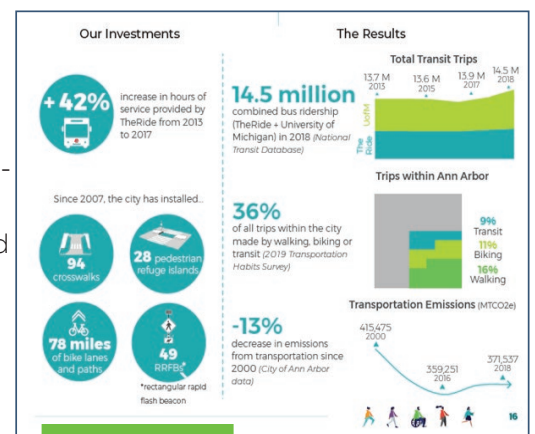 Our Investments
+ 42%
increase in hours of
service provided by
TheRide from 2013
to 2017
Since 2007, the city has installed...
94
crosswalks
28 pedestrian
refuge islands
78 miles
of bike lanes
and paths
49
RRFBs*
*rectangular rapid
flash beacon
The Results
14.5 million
combined bus ridership
(TheRide + University of
Michigan) in 2018 (National
Transit Database)
Total Transit Trips
13.7 M
2013
13.6 M
2015
13.9 M
2017
14.5 M
2018
UofM
The
Ride
36%
of all trips within the city
made by walking, biking or
transit (2019 Transportation
Habits Survey)
Trips within Ann Arbor
9%
Transit
11%
Biking
16%
Walking
-13%
decrease in emissions
from transportation since
2000 (City of Ann Arbor
data)
Transportation Emissions (MTCO2e)
415,475
2000
359,251
2016
371,537
2018
16
-
d